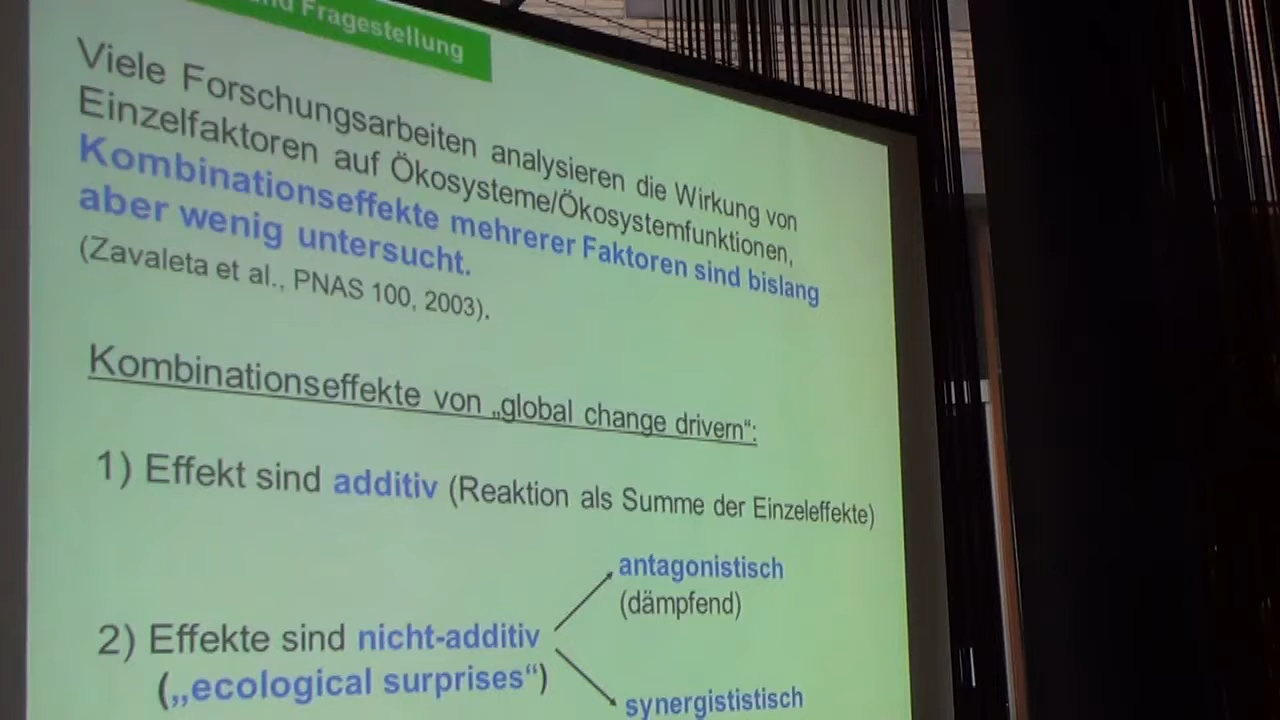 und Fragestellung
Viele Forschungsarbeiten analysieren die Wirkung von
Einzelfaktoren auf Ökosysteme/Ökosystemfunktionen,
Kombinationseffekte mehrerer Faktoren sind bislang
aber wenig untersucht.
(Zavaleta et al., PNAS 100, 2003).
Kombinationseffekte von „global change drivern“:
1) Effekt sind additiv (Reaktion als Summe der Einzeleffekte)
antagonistisch
(dämpfend)
2) Effekte sind nicht-additiv
(„ecological surprises“)
synergististisch